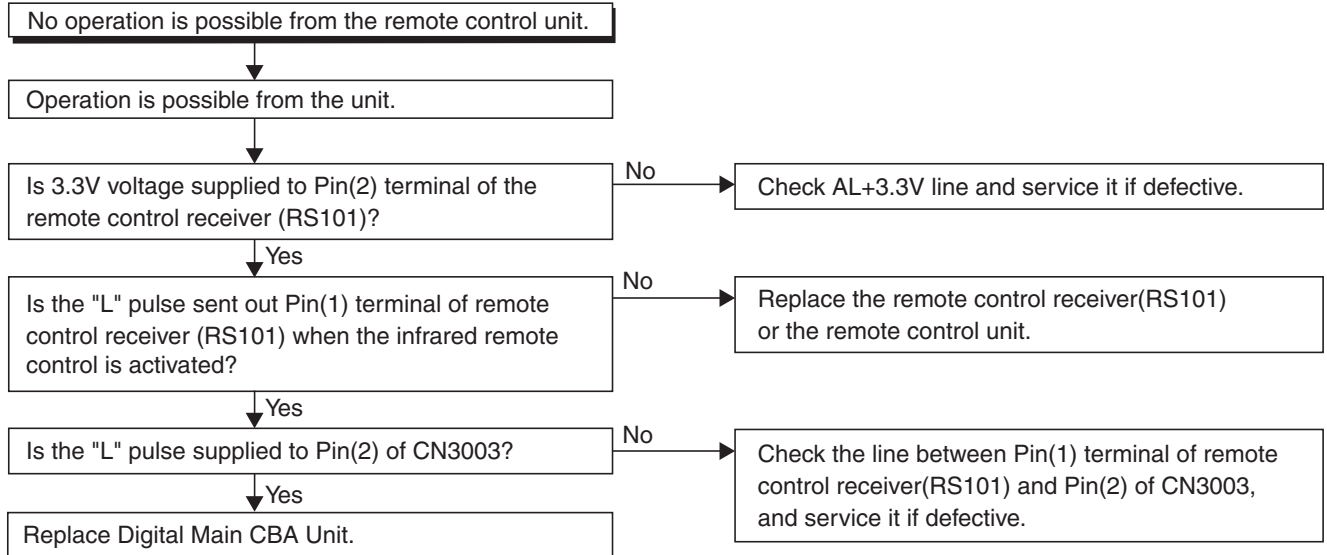 No operation is possible from the remote control unit.
Operation is possible from the unit.
Is 3.3V voltage supplied to Pin(2) terminal of the
remote control receiver (RS101)?
No
Check AL+3.3V line and service it if defective.
Yes
Is the "L" pulse sent out Pin(1) terminal of remote
control receiver (RS101) when the infrared remote
control is activated?
No
Replace the remote control receiver(RS101)
or the remote control unit.
Yes
Is the "L" pulse supplied to Pin(2) of CN3003?
No
Check the line between Pin(1) terminal of remote
control receiver(RS101) and Pin(2) of CN3003,
and service it if defective.
Yes
Replace Digital Main CBA Unit.